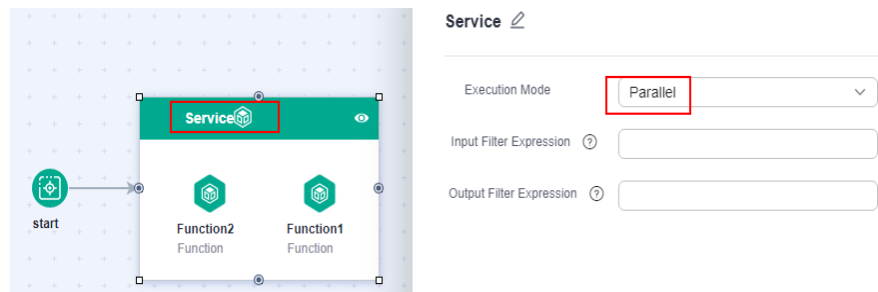 Service
start
Function2
Function
Function1
Function
Service
Execution Mode
Parallel
Input Filter Expression ?
Output Filter Expression ?